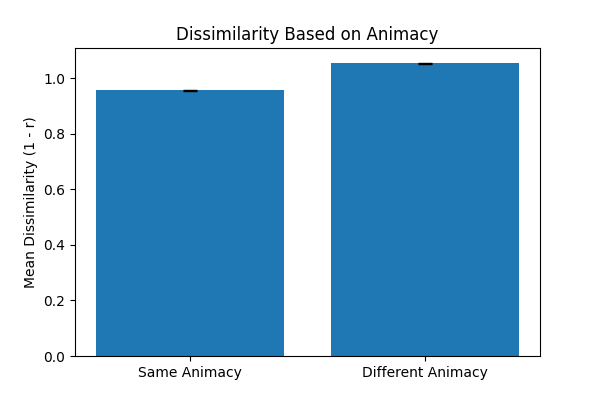 Dissimilarity Based on Animacy
Mean Dissimilarity (1 - r)
1.0
0.8
0.6
0.4
0.2
0.0
Same Animacy
Different Animacy